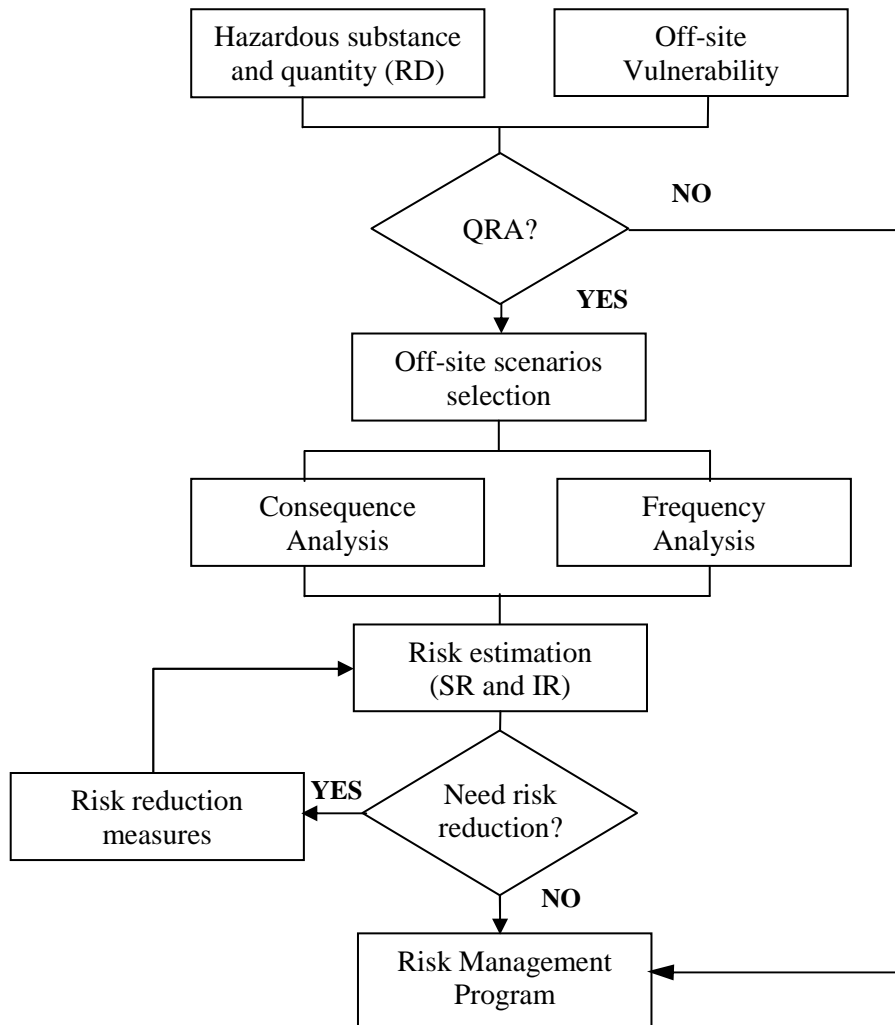 Hazardous substance
and quantity (RD)
Off-site
Vulnerability
NO
QRA?
YES
Off-site scenarios
selection
Consequence
Analysis
Frequency
Analysis
Risk estimation
(SR and IR)
YES
Risk reduction
measures
Need risk
reduction?
NO
Risk Management
Program